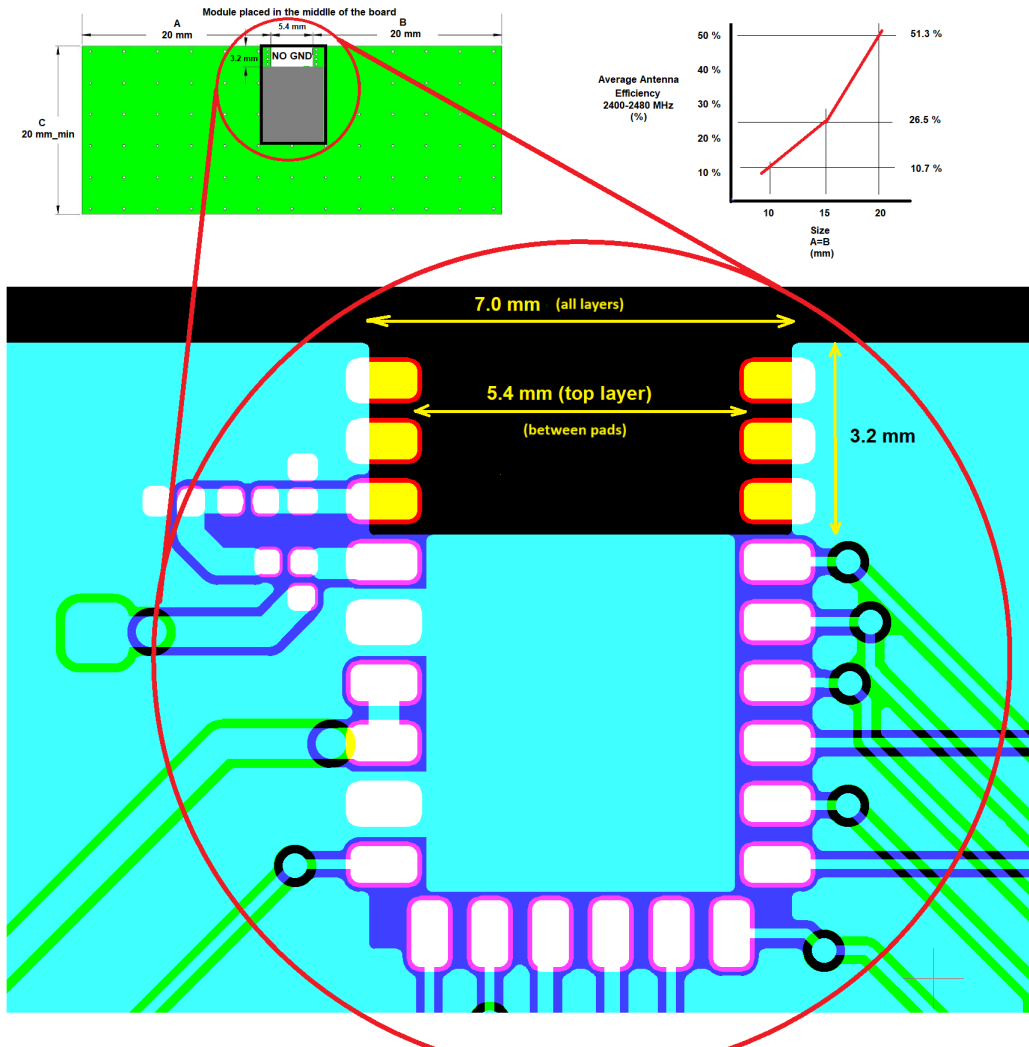 Module placed in the middlle of the board
A
20 mm
5.4 mm
B
20 mm
3.2 mm
NO GND
C
20 mm_min
Average Antenna
Efficiency
2400-2480 MHz
(%)
50 %
40 %
30 %
20 %
10 %
51.3 %
26.5 %
10.7 %
10
15
20
Size
A=B
(mm)
7.0 mm (all layers)
5.4 mm (top layer)
(between pads)
3.2 mm